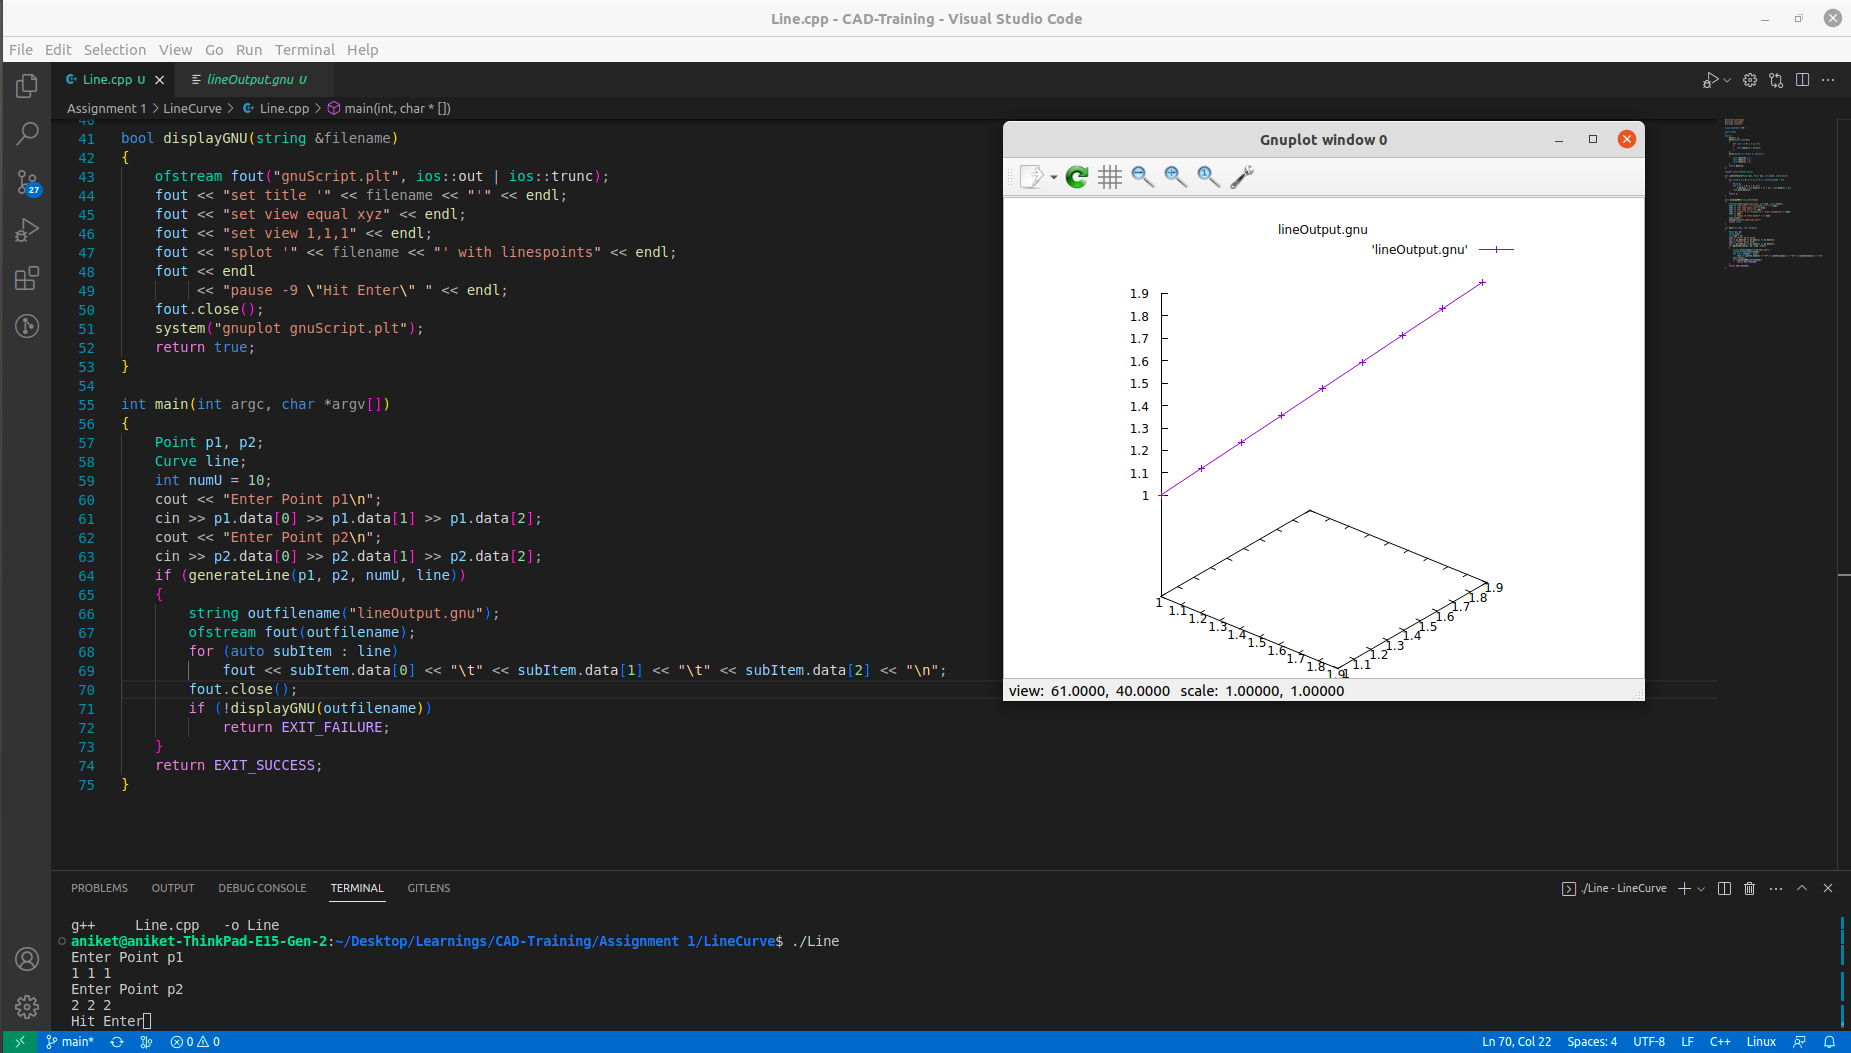 Line.cpp - CAD-Training - Visual Studio Code
File Edit Selection View Go Run Terminal Help
Line.cpp U
lineOutput.gnu U
Assignment 1 > LineCurve > Line.cpp > main(int, char * [])
40
41 bool displayGNU(string &filename)
42 {
43 ofstream fout("gnuScript.plt", ios::out | ios::trunc);
44 fout << "set title '" << filename << "'" << endl;
45 fout << "set view equal xyz" << endl;
46 fout << "set view 1,1,1" << endl;
47 fout << "splot '" << filename << "' with linespoints" << endl;
48 fout << endl
49 << "pause -9 \"Hit Enter\" " << endl;
50 fout.close();
51 system("gnuplot gnuScript.plt");
52 return true;
53 }
54
55 int main(int argc, char *argv[])
56 {
57 Point p1, p2;
58 Curve line;
59 int numU = 10;
60 cout << "Enter Point p1\n";
61 cin >> p1.data[0] >> p1.data[1] >> p1.data[2];
62 cout << "Enter Point p2\n";
63 cin >> p2.data[0] >> p2.data[1] >> p2.data[2];
64 if (generateLine(p1, p2, numU, line))
65 {
66 string outfilename("lineOutput.gnu");
67 ofstream fout(outfilename);
68 for (auto subItem : line)
69 fout << subItem.data[0] << "\t" << subItem.data[1] << "\t" << subItem.data[2] << "\n";
70 fout.close();
71 if (!displayGNU(outfilename))
72 return EXIT_FAILURE;
73 }
74 return EXIT_SUCCESS;
75 }
27
Gnuplot window 0
lineOutput.gnu
'lineOutput.gnu'
1.9
1.8
1.7
1.6
1.5
1.4
1.3
1.2
1.1
1
1 1.1 1.2 1.3 1.4 1.5 1.6 1.7 1.8 1.9
1 1.1 1.2 1.3 1.4 1.5 1.6 1.7 1.8 1.9
view: 61.0000, 40.0000 scale: 1.00000, 1.00000
PROBLEMS OUTPUT DEBUG CONSOLE TERMINAL GITLENS
./Line - LineCurve
g++ Line.cpp -o Line
aniket@aniket-ThinkPad-E15-Gen-2:~/Desktop/Learnings/CAD-Training/Assignment 1/LineCurve$ ./Line
Enter Point p1
1 1 1
Enter Point p2
2 2 2
Hit Enter
main* 0 0
Ln 70, Col 22 Spaces: 4 UTF-8 LF C++ Linux